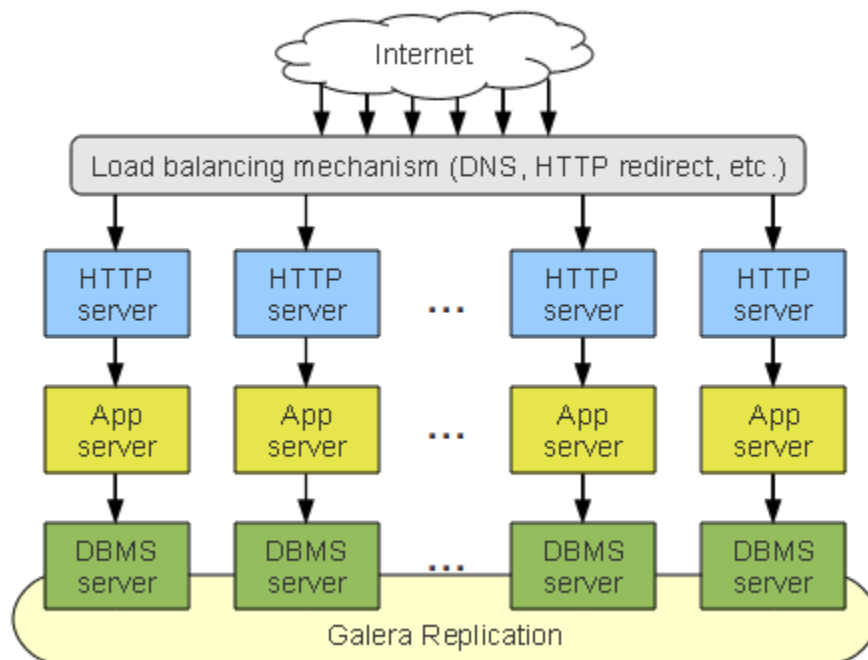 Internet
Load balancing mechanism (DNS, HTTP redirect, etc.)
HTTP
server
HTTP
server
...
HTTP
server
HTTP
server
App
server
App
server
...
App
server
App
server
DBMS
server
DBMS
server
...
DBMS
server
DBMS
server
Galera Replication